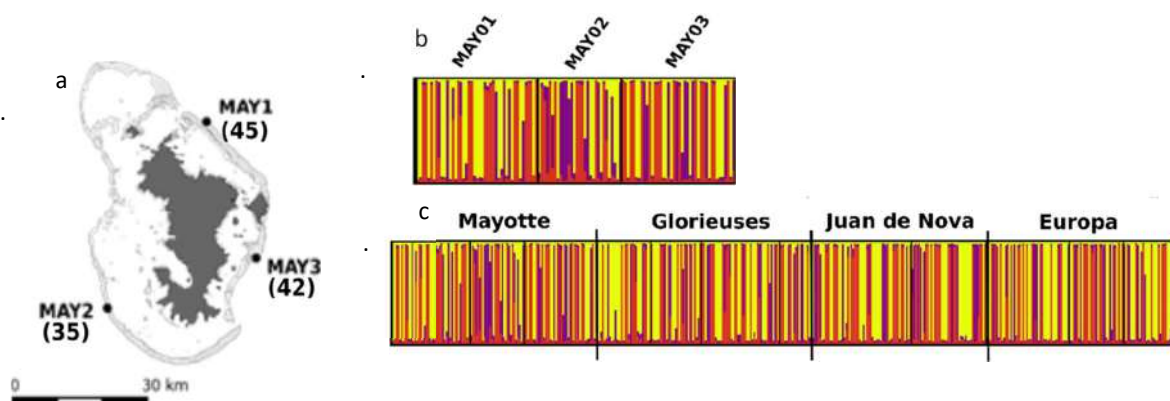 a
MAY1
(45)
MAY3
(42)
MAY2
(35)
0 30 km
b
MAY01 MAY02 MAY03
c
Mayotte Glorieuses Juan de Nova Europa